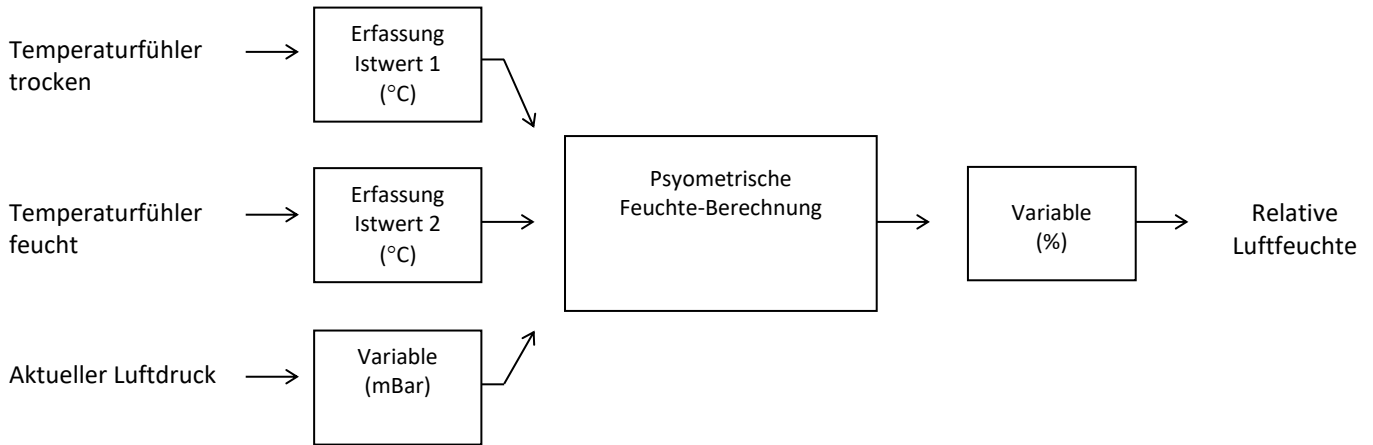 Temperaturfühler
trocken
Erfassung
Istwert 1
(°C)
Temperaturfühler
feucht
Erfassung
Istwert 2
(°C)
Aktueller Luftdruck
Variable
(mBar)
Psyometrische
Feuchte-Berechnung
Variable
(%)
Relative
Luftfeuchte